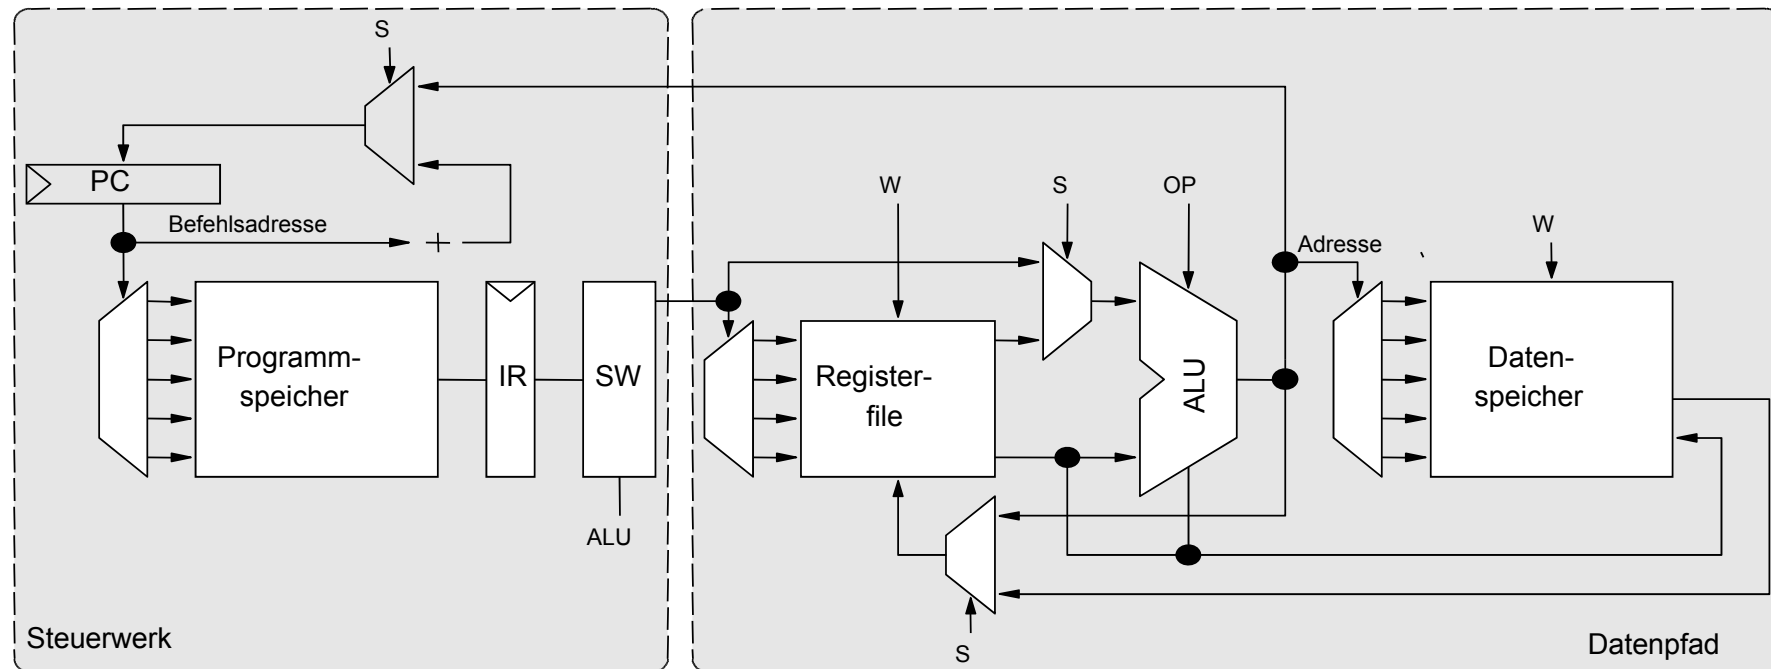 S
PC
Befehlsadresse
W
S
OP
Adresse
W
Programm-
speicher
IR
SW
Register-
file
ALU
Daten-
speicher
ALU
S
Steuerwerk
Datenpfad